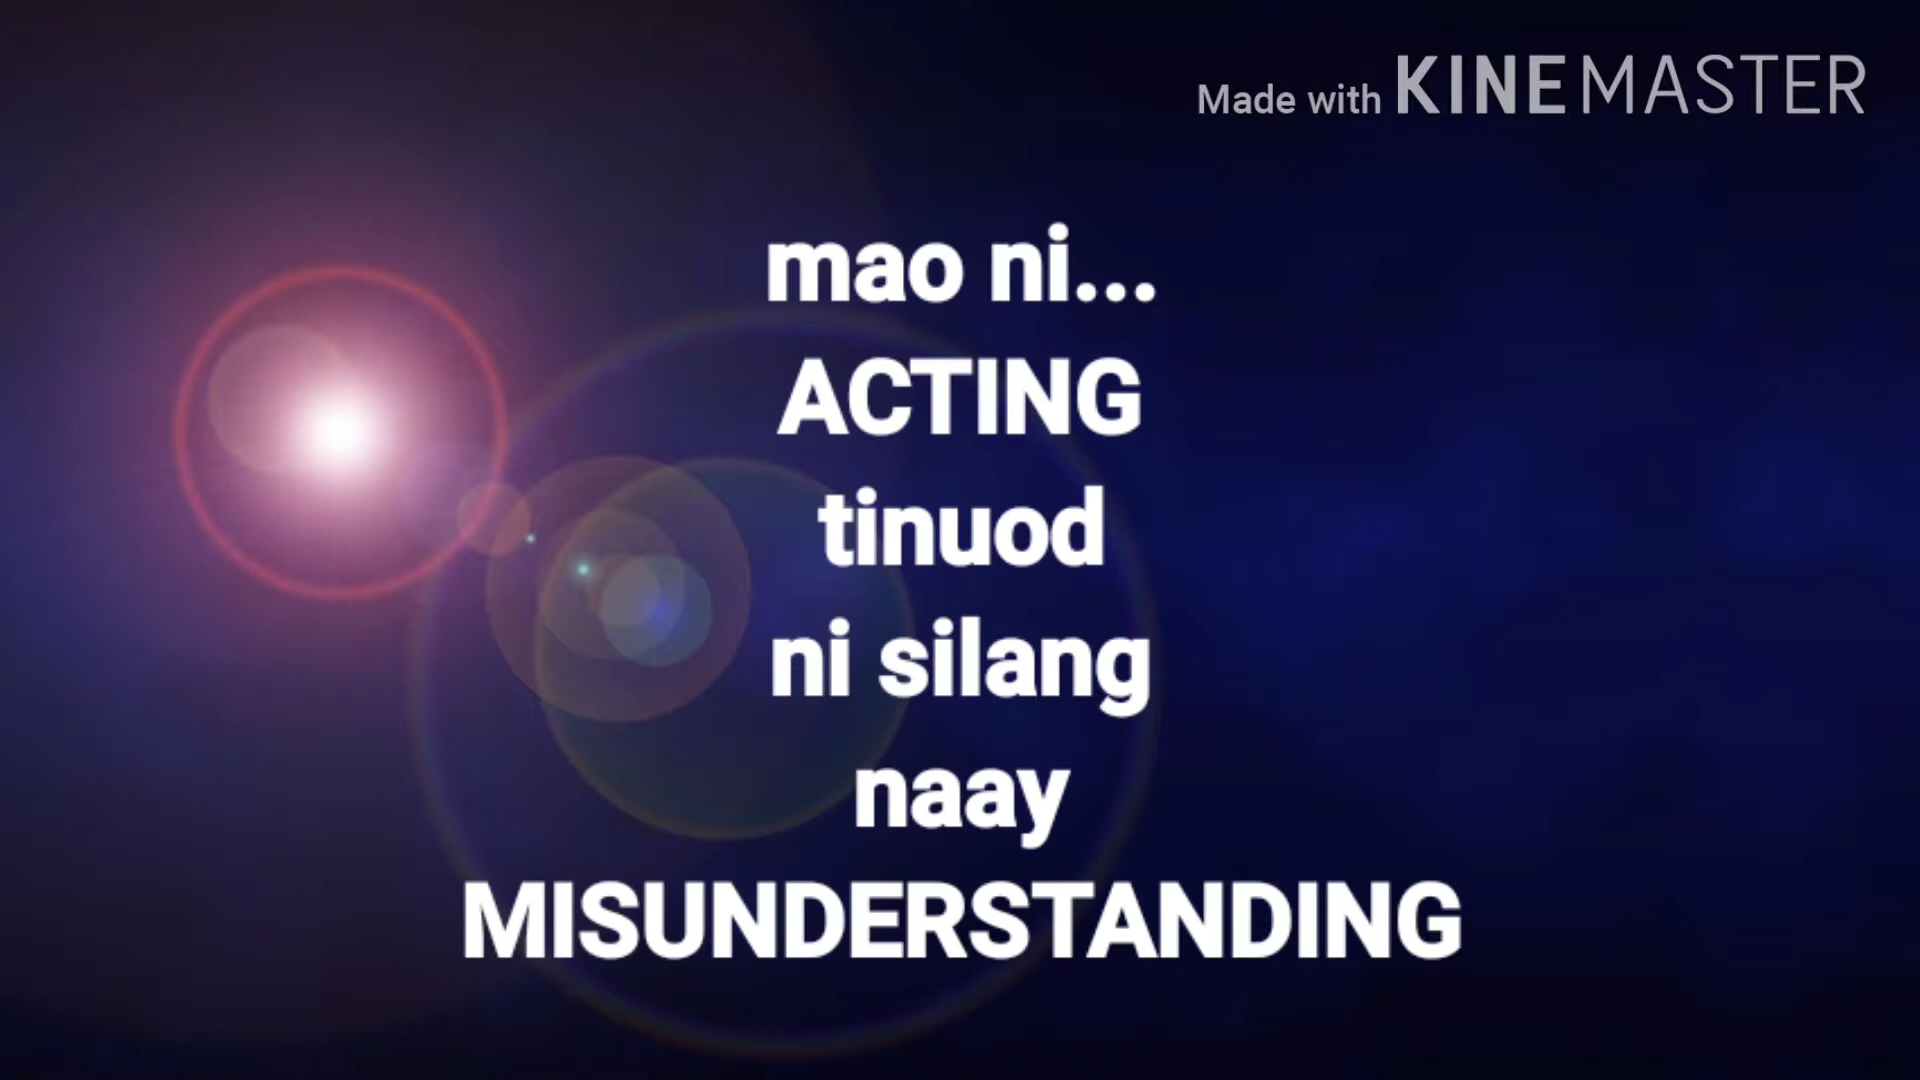 Made with KINEMASTER
mao ni...
ACTING
tinuod
ni silang
naay
MISUNDERSTANDING